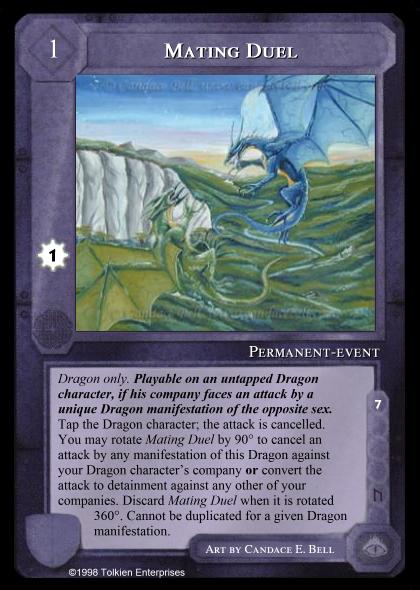 1
MATING DUEL
1
PERMANENT-EVENT
Dragon only. Playable on an untapped Dragon
character, if his company faces an attack by a
unique Dragon manifestation of the opposite sex.
Tap the Dragon character; the attack is cancelled.
You may rotate Mating Duel by 90° to cancel an
attack by any manifestation of this Dragon against
your Dragon character's company or convert the
attack to detainment against any other of your
companies. Discard Mating Duel when it is rotated
360°. Cannot be duplicated for a given Dragon
manifestation.
7
ART BY CANDACE E. BELL
©1998 Tolkien Enterprises